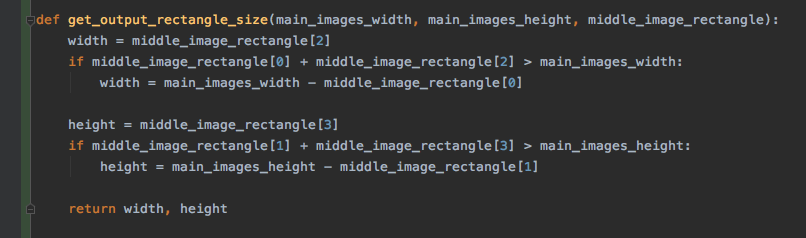 def get_output_rectangle_size(main_images_width, main_images_height, middle_image_rectangle):
    width = middle_image_rectangle[2]
    if middle_image_rectangle[0] + middle_image_rectangle[2] > main_images_width:
        width = main_images_width - middle_image_rectangle[0]

    height = middle_image_rectangle[3]
    if middle_image_rectangle[1] + middle_image_rectangle[3] > main_images_height:
        height = main_images_height - middle_image_rectangle[1]

    return width, height